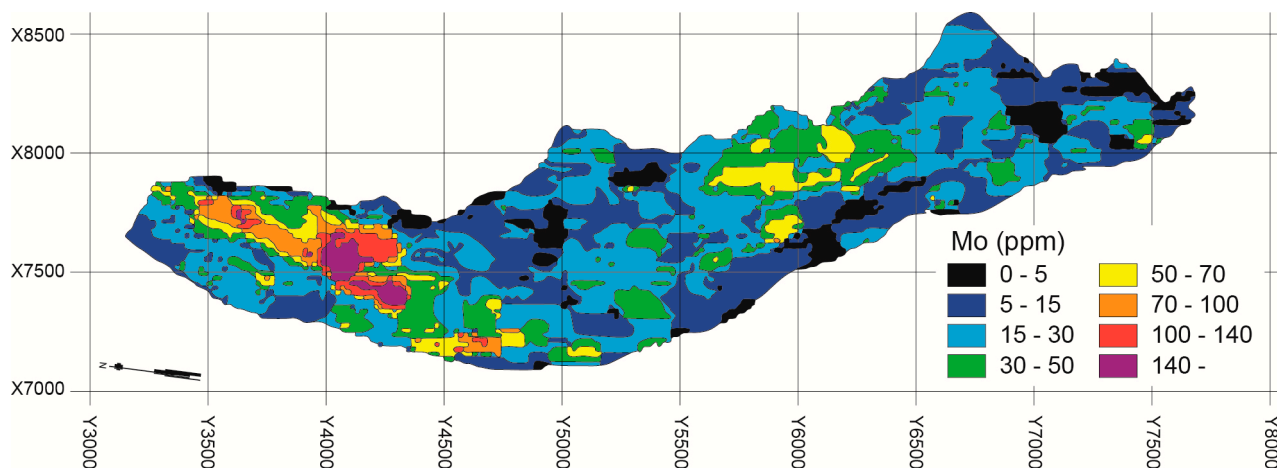 X8500
X8000
X7500
X7000
Mo (ppm)
0 - 5
5 - 15
15 - 30
30 - 50
50 - 70
70 - 100
100 - 140
140 -
N
Y3000
Y3500
Y4000
Y4500
Y5000
Y5500
Y6000
Y6500
Y7000
Y7500
Y8000